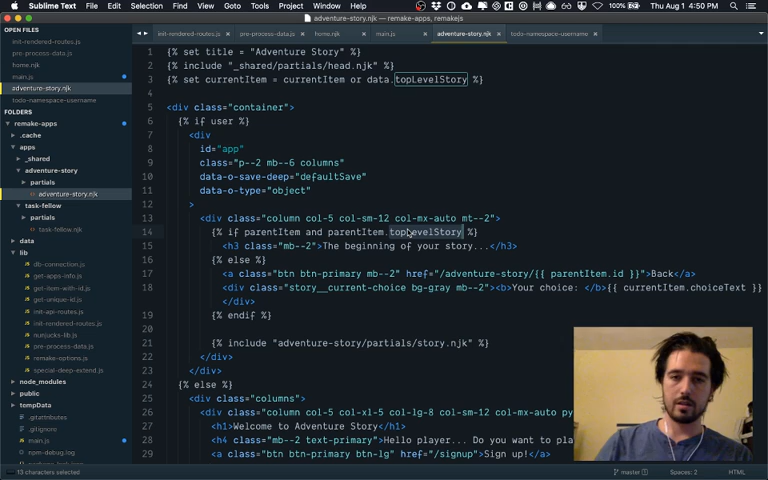 Sublime Text File Edit Selection Find View Goto Tools Project Window Help 100% Thu Aug 1 4:50 PM
adventure-story.njk — remake-apps, remakejs
OPEN FILES
init-rendered-routes.js
pre-process-data.js
home.njk
main.js
adventure-story.njk
todo-namespace-username
FOLDERS
remake-apps
.cache
apps
_shared
adventure-story
partials
adventure-story.njk
task-fellow
partials
task-fellow.njk
data
lib
db-connection.js
get-apps-info.js
get-item-with-id.js
get-unique-id.js
init-api-routes.js
init-rendered-routes.js
nunjucks-lib.js
pre-process-data.js
remake-options.js
special-deep-extend.js
node_modules
public
tempData
.gitattributes
.gitignore
main.js
npm-debug.log
init-rendered-routes.js pre-process-data.js home.njk main.js adventure-story.njk todo-namespace-username
1 {% set title = "Adventure Story" %}
2 {% include "_shared/partials/head.njk" %}
3 {% set currentItem = currentItem or data.topLevelStory %}
4
5 <div class="container">
6 {% if user %}
7 <div
8 id="app"
9 class="p--2 mb--6 columns"
10 data-o-save-deep="defaultSave"
11 data-o-type="object"
12 >
13 <div class="column col-5 col-sm-12 col-mx-auto mt--2">
14 {% if parentItem and parentItem.topLevelStory %}
15 <h3 class="mb--2">The beginning of your story...</h3>
16 {% else %}
17 <a class="btn btn-primary mb--2" href="/adventure-story/{{ parentItem.id }}">Back</a>
18 <div class="story__current-choice bg-gray mb--2"><b>Your choice: </b>{{ currentItem.choiceText }}
</div>
19 {% endif %}
20
21 {% include "adventure-story/partials/story.njk" %}
22 </div>
23 </div>
24 {% else %}
25 <div class="columns">
26 <div class="column col-5 col-xl-5 col-lg-8 col-sm-12 col-mx-auto py
27 <h1>Welcome to Adventure Story</h1>
28 <h4 class="mb--2 text-primary">Hello player... Do you want to pla
29 <a class="btn btn-primary btn-lg" href="/signup">Sign up!</a>
13 characters selected master Spaces: 2 HTML